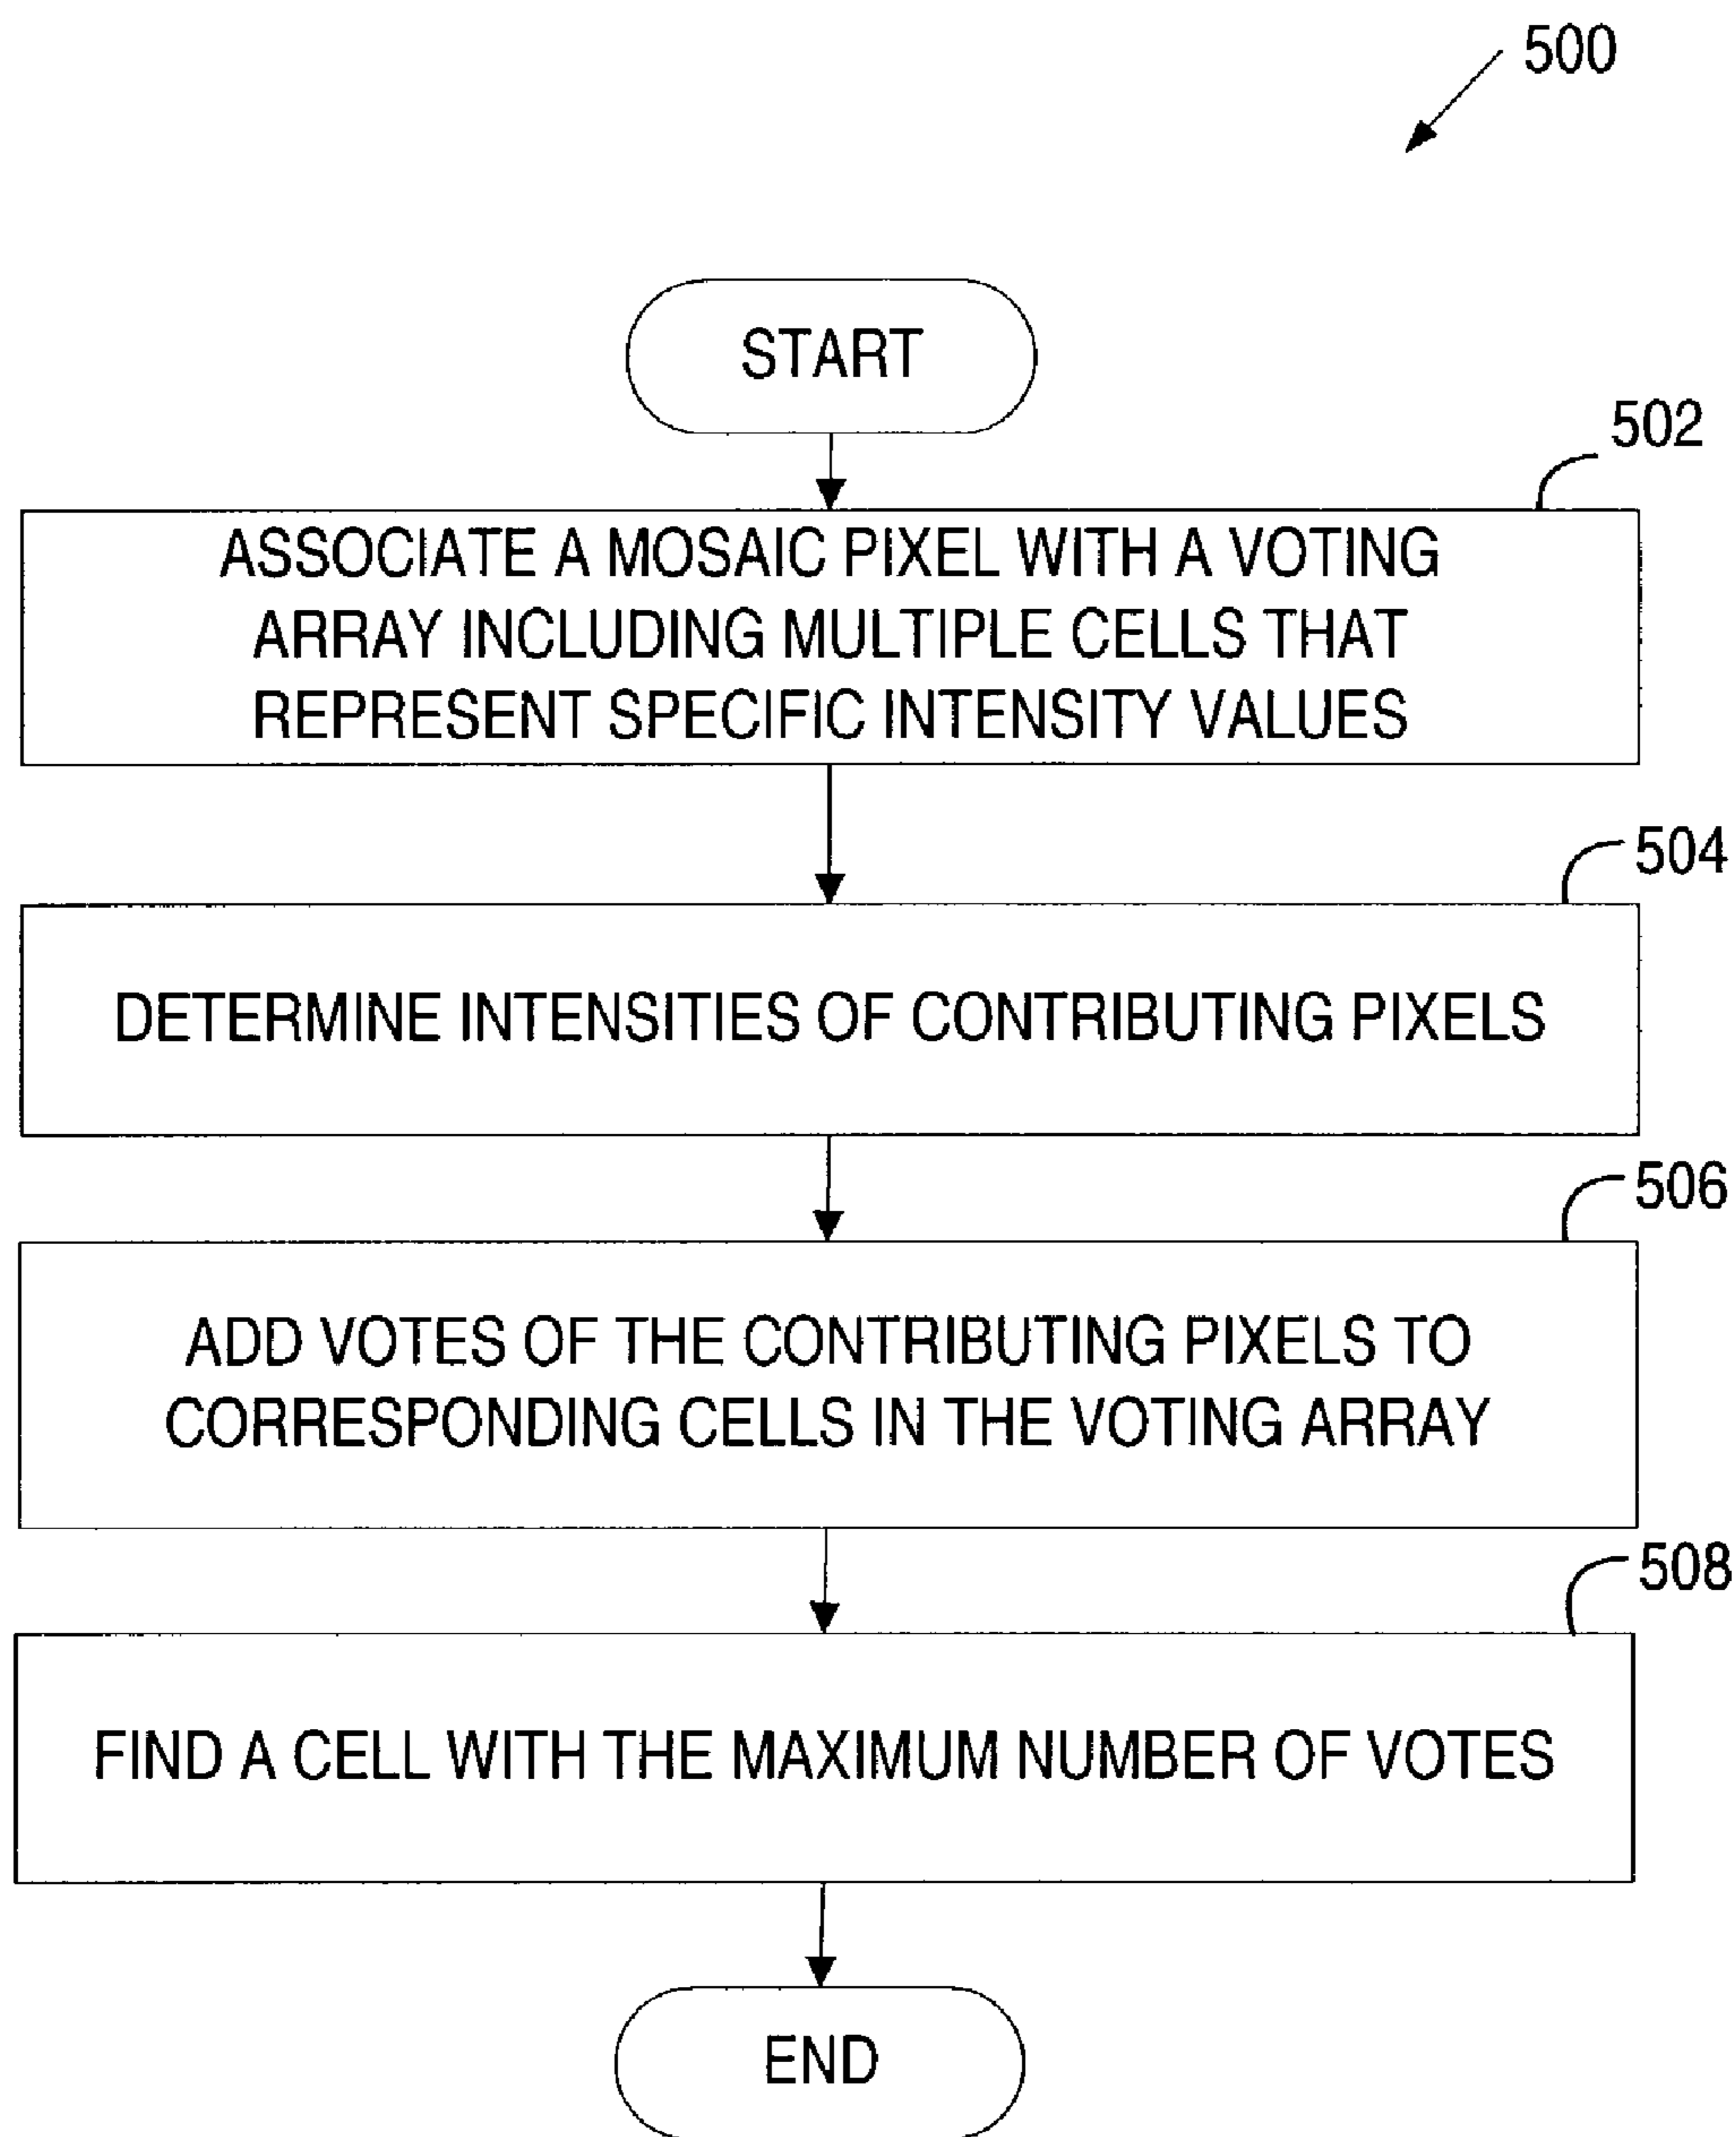 500
START
502
ASSOCIATE A MOSAIC PIXEL WITH A VOTING
ARRAY INCLUDING MULTIPLE CELLS THAT
REPRESENT SPECIFIC INTENSITY VALUES
504
DETERMINE INTENSITIES OF CONTRIBUTING PIXELS
506
ADD VOTES OF THE CONTRIBUTING PIXELS TO
CORRESPONDING CELLS IN THE VOTING ARRAY
508
FIND A CELL WITH THE MAXIMUM NUMBER OF VOTES
END